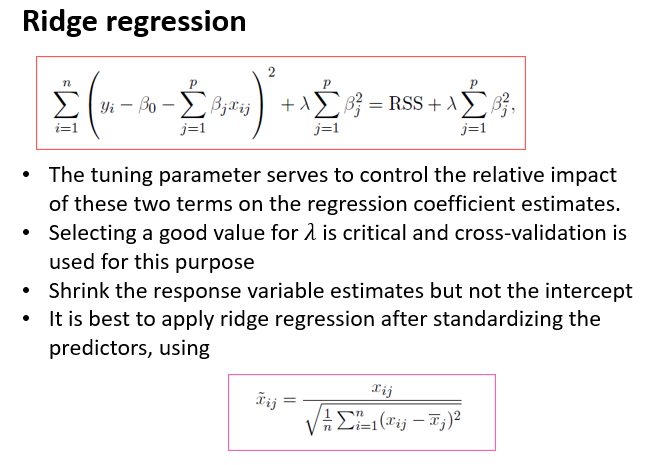 Ridge regression
$$\sum_{i=1}^{n}\left(y_i - \beta_0 - \sum_{j=1}^{p}\beta_j x_{ij}\right)^2 + \lambda\sum_{j=1}^{p}\beta_j^2 = \text{RSS} + \lambda\sum_{j=1}^{p}\beta_j^2,$$
• The tuning parameter serves to control the relative impact
of these two terms on the regression coefficient estimates.
• Selecting a good value for λ is critical and cross-validation is
used for this purpose
• Shrink the response variable estimates but not the intercept
• It is best to apply ridge regression after standardizing the
predictors, using
$$\tilde{x}_{ij} = \frac{x_{ij}}{\sqrt{\frac{1}{n}\sum_{i=1}^{n}(x_{ij} - \overline{x}_j)^2}}$$